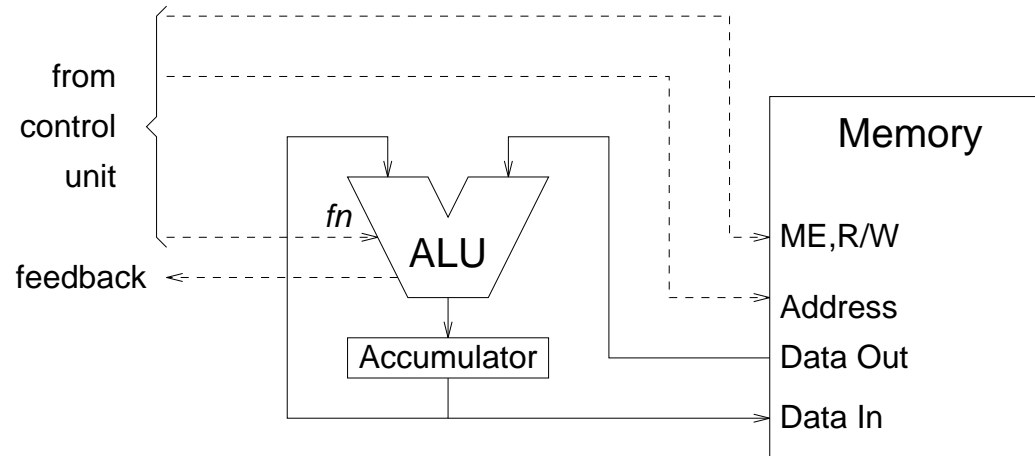 from
control
unit
feedback
fn
ALU
Accumulator
Memory
ME,R/W
Address
Data Out
Data In